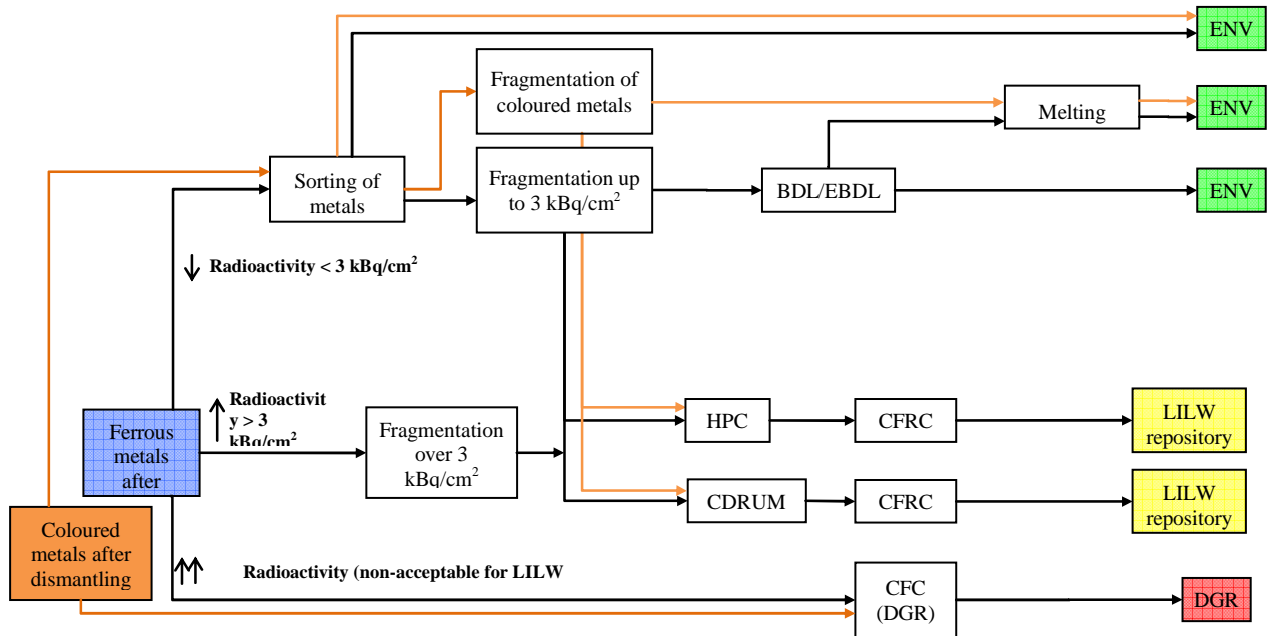 ENV
Fragmentation of
coloured metals
Melting
ENV
Sorting of
metals
Fragmentation up
to 3 kBq/cm²
BDL/EBDL
ENV
Radioactivity < 3 kBq/cm²
Radioactivit
y > 3
kBq/cm²
Ferrous
metals
after
Fragmentation
over 3
kBq/cm²
HPC
CFRC
LILW
repository
CDRUM
CFRC
LILW
repository
Coloured
metals after
dismantling
Radioactivity (non-acceptable for LILW
CFC
(DGR)
DGR